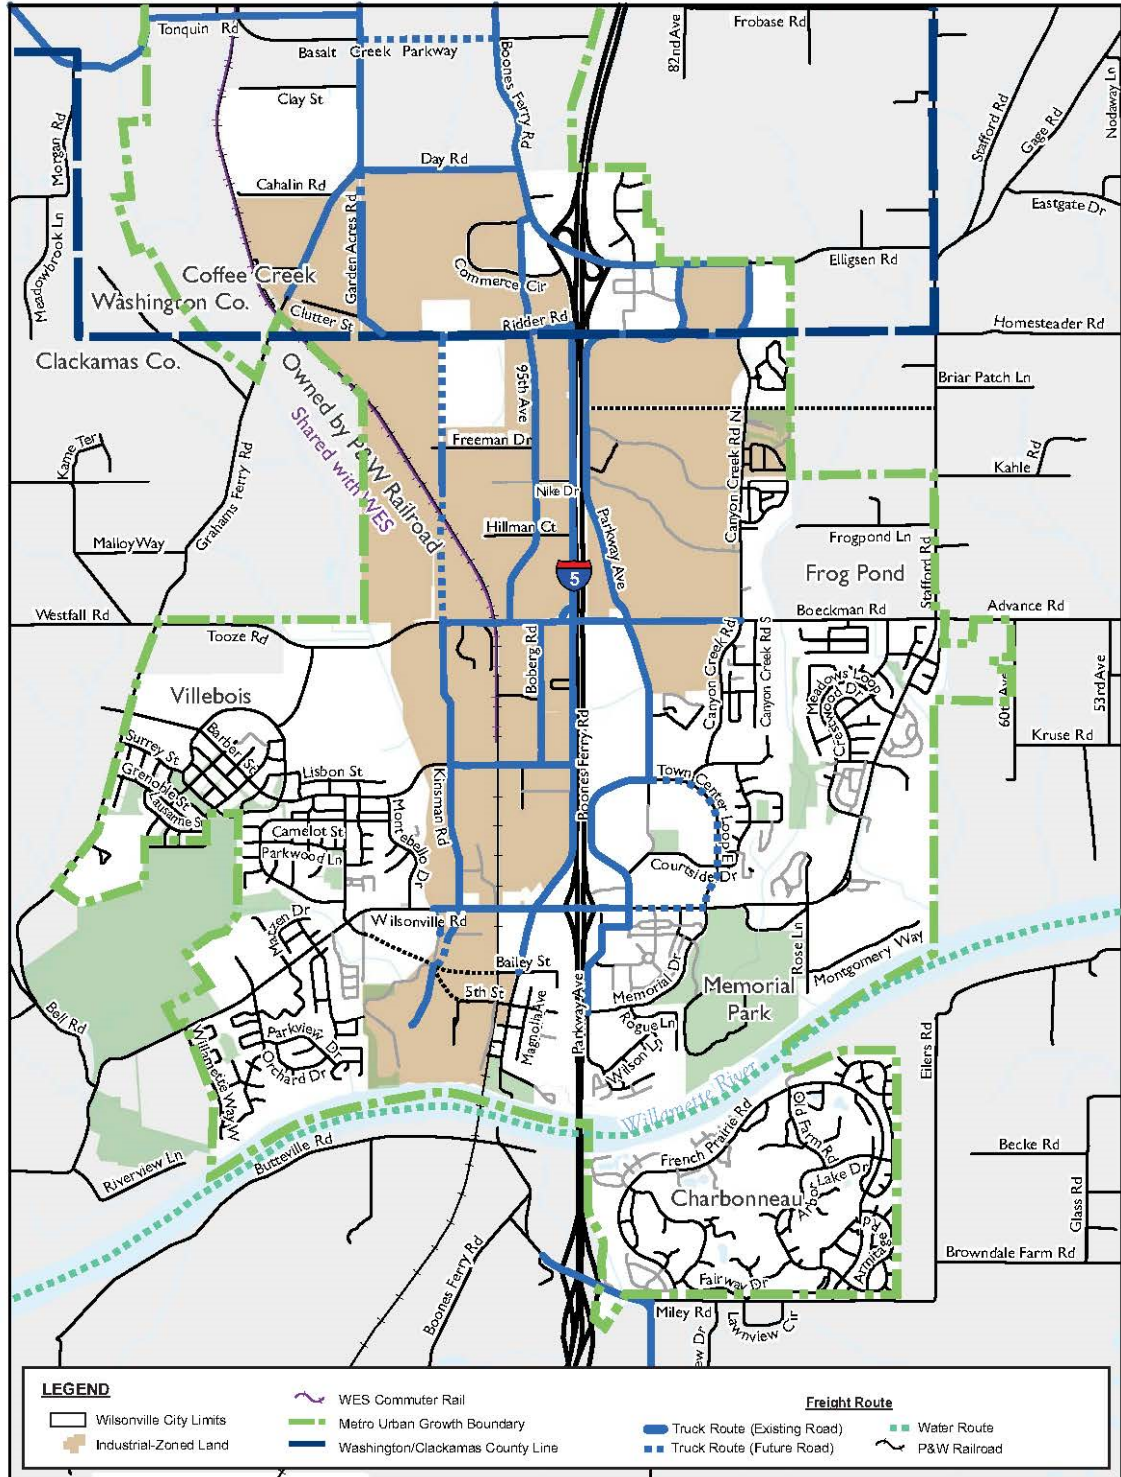 Tonquin Rd
Basalt Creek Parkway
Boones Ferry Rd
82nd Ave
Frobase Rd
Clay St
Morgan Rd
Stafford Rd
Gage Rd
Nodaway Ln
Day Rd
Cahalin Rd
Garden Acres Rd
Eastgate Dr
Meadowbrook Ln
Elligsen Rd
Coffee Creek
Commerce Cir
Washington Co.
Clutter St
Ridder Rd
Homesteader Rd
Clackamas Co.
Owned by P&W Railroad
Shared with WES
95th Ave
Briar Patch Ln
Canyon Creek Rd N
Kame Ter
Freeman Dr
Kahle Rd
Grahams Ferry Rd
Nike Dr
Hillman Ct
Parkway Ave
Malloy Way
Frogpond Ln
Frog Pond
Stafford Rd
5
Westfall Rd
Boeckman Rd
Advance Rd
Tooze Rd
Boberg Rd
Canyon Creek Rd
Canyon Creek Rd S
Meadows Loop
Crestwood Dr
60th Ave
53rd Ave
Villebois
Barber St
Surrey St
Grenoble St
Lausanne S
Lisbon St
Kinsman Rd
Boones Ferry Rd
Kruse Rd
Town Center Loop E
Camelot St
Parkwood Ln
Montebello Dr
Courtside Dr
Matzen Dr
Wilsonville Rd
Rose Ln
Montgomery Way
Bailey St
5th St
Memorial Dr
Memorial
Park
Bell Rd
Parkview Dr
Orchard Dr
Magnolia Ave
Parkway Ave
Rogue Ln
Wilson Ln
Eilers Rd
Willamette Way W
Willamette River
Old Farm Rd
French Prairie Rd
Becke Rd
Riverview Ln
Butteville Rd
Arbor Lake Dr
Charbonneau
Glass Rd
Armitage Rd
Boones Ferry Rd
Browndale Farm Rd
Fairway Dr
Miley Rd
Lawnview Cir
ew Dr
LEGEND
Wilsonville City Limits
Industrial-Zoned Land
WES Commuter Rail
Metro Urban Growth Boundary
Washington/Clackamas County Line
Freight Route
Truck Route (Existing Road)
Truck Route (Future Road)
Water Route
P&W Railroad